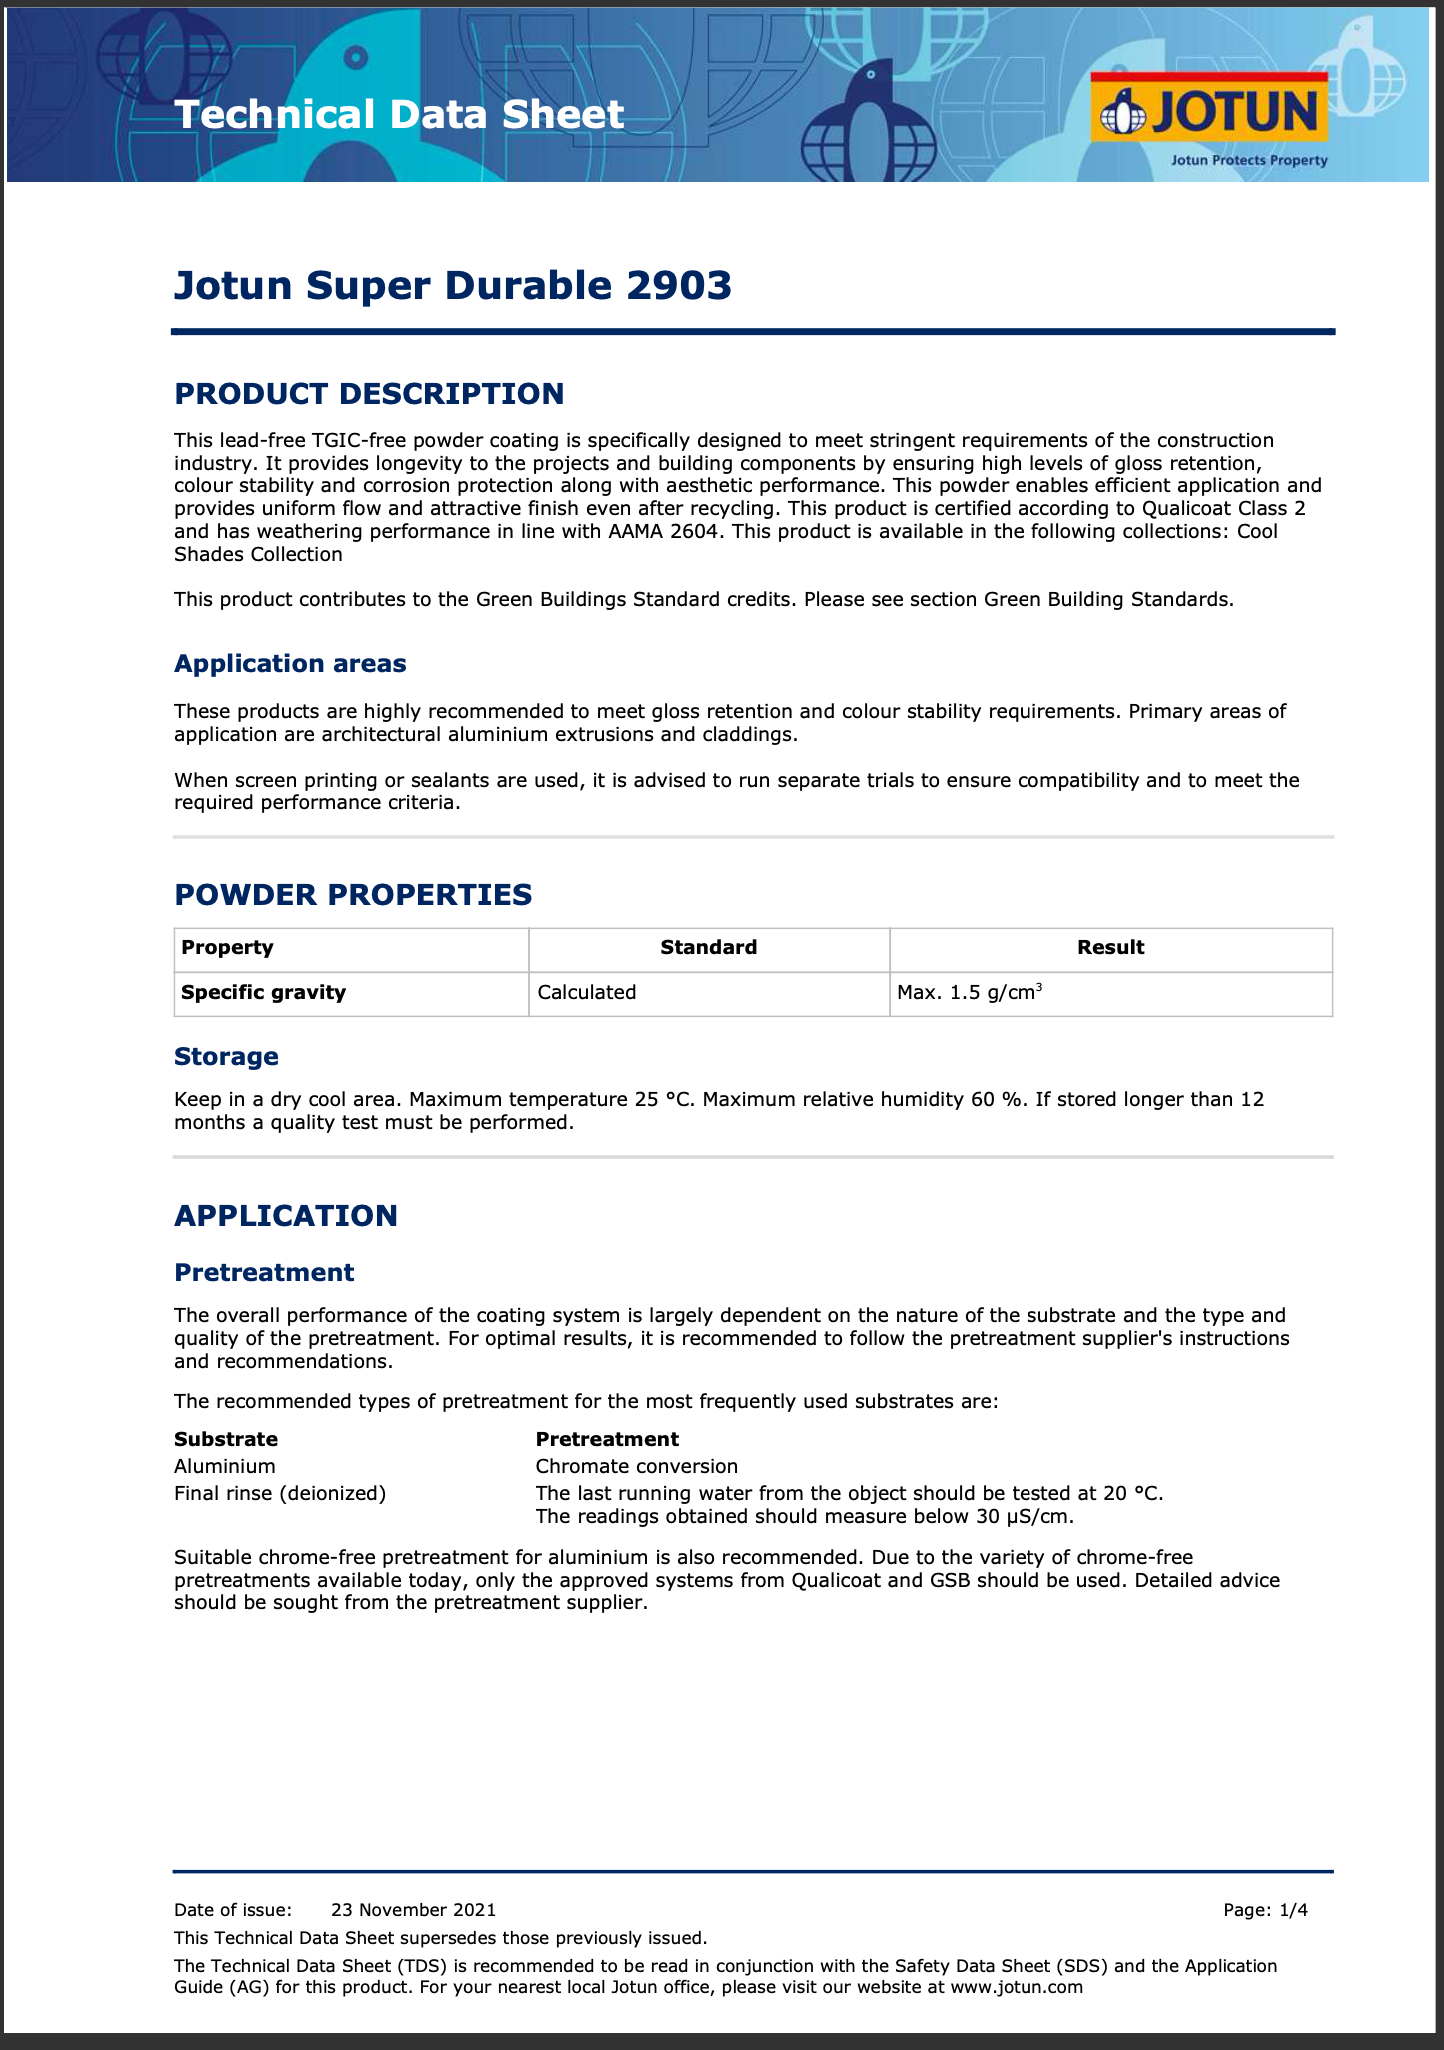 Technical Data Sheet
JOTUN
Jotun Protects Property
Jotun Super Durable 2903
PRODUCT DESCRIPTION
This lead-free TGIC-free powder coating is specifically designed to meet stringent requirements of the construction
industry. It provides longevity to the projects and building components by ensuring high levels of gloss retention,
colour stability and corrosion protection along with aesthetic performance. This powder enables efficient application and
provides uniform flow and attractive finish even after recycling. This product is certified according to Qualicoat Class 2
and has weathering performance in line with AAMA 2604. This product is available in the following collections: Cool
Shades Collection
This product contributes to the Green Buildings Standard credits. Please see section Green Building Standards.
Application areas
These products are highly recommended to meet gloss retention and colour stability requirements. Primary areas of
application are architectural aluminium extrusions and claddings.
When screen printing or sealants are used, it is advised to run separate trials to ensure compatibility and to meet the
required performance criteria.
POWDER PROPERTIES
Property Standard Result
Specific gravity Calculated Max. 1.5 g/cm³
Storage
Keep in a dry cool area. Maximum temperature 25 °C. Maximum relative humidity 60 %. If stored longer than 12
months a quality test must be performed.
APPLICATION
Pretreatment
The overall performance of the coating system is largely dependent on the nature of the substrate and the type and
quality of the pretreatment. For optimal results, it is recommended to follow the pretreatment supplier's instructions
and recommendations.
The recommended types of pretreatment for the most frequently used substrates are:
Substrate Pretreatment
Aluminium Chromate conversion
Final rinse (deionized) The last running water from the object should be tested at 20 °C.
The readings obtained should measure below 30 µS/cm.
Suitable chrome-free pretreatment for aluminium is also recommended. Due to the variety of chrome-free
pretreatments available today, only the approved systems from Qualicoat and GSB should be used. Detailed advice
should be sought from the pretreatment supplier.
Date of issue: 23 November 2021 Page: 1/4
This Technical Data Sheet supersedes those previously issued.
The Technical Data Sheet (TDS) is recommended to be read in conjunction with the Safety Data Sheet (SDS) and the Application
Guide (AG) for this product. For your nearest local Jotun office, please visit our website at www.jotun.com